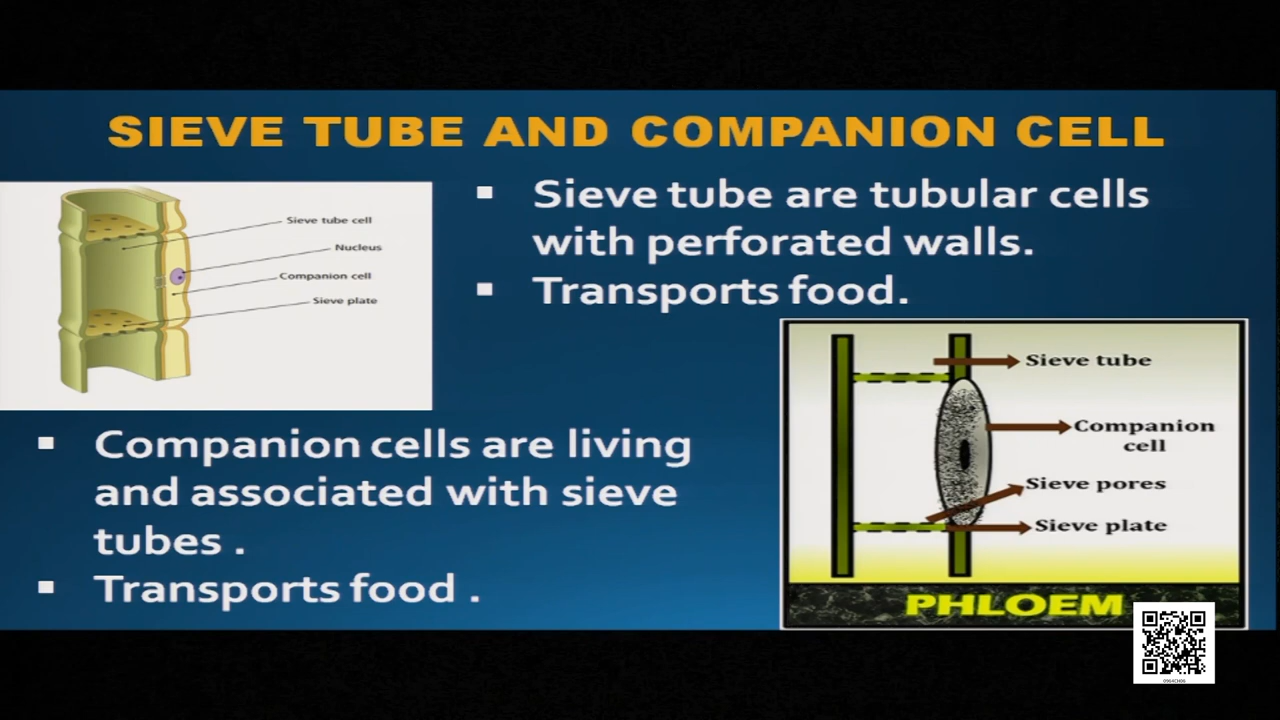 SIEVE TUBE AND COMPANION CELL
▪ Sieve tube are tubular cells
with perforated walls.
▪ Transports food.
Sieve tube cell
Nucleus
Companion cell
Sieve plate
▪ Companion cells are living
and associated with sieve
tubes .
▪ Transports food .
Sieve tube
Companion
cell
Sieve pores
Sieve plate
PHLOEM